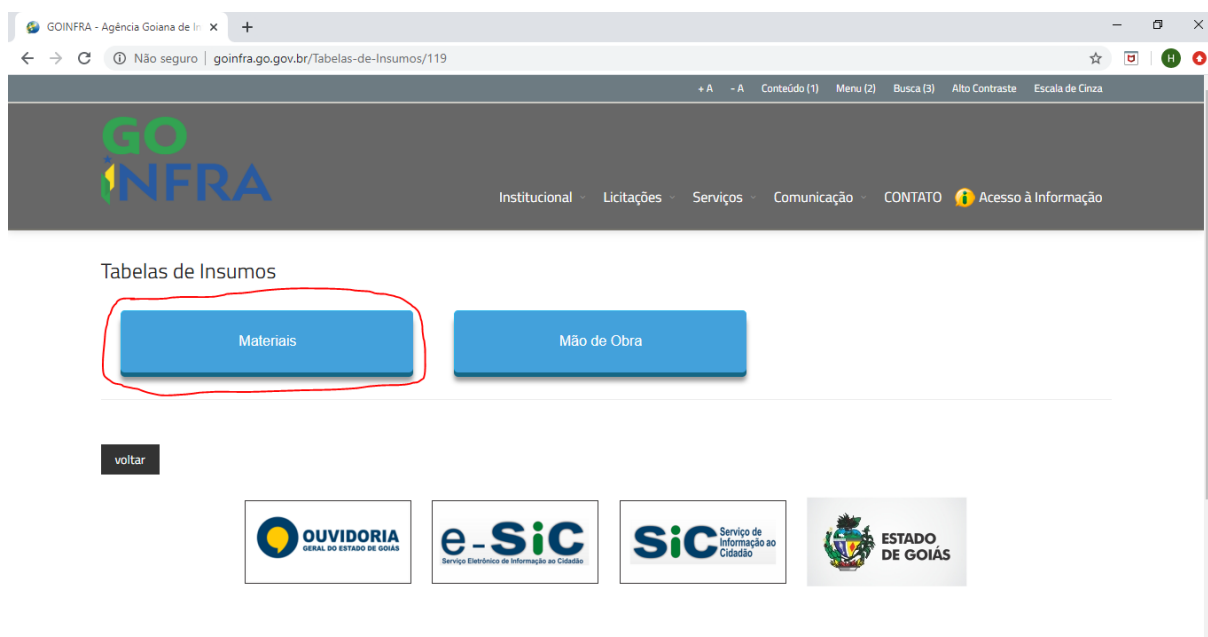 GOINFRA - Agência Goiana de In
Não seguro | goinfra.go.gov.br/Tabelas-de-Insumos/119
H
+ A - A Conteúdo (1) Menu (2) Busca (3) Alto Contraste Escala de Cinza
GO
INFRA
Institucional Licitações Serviços Comunicação CONTATO Acesso à Informação
Tabelas de Insumos
Materiais Mão de Obra
voltar
OUVIDORIA
GERAL DO ESTADO DE GOIÁS
e-SiC
Serviço Eletrônico de Informação ao Cidadão
SiC
Serviço de
Informação ao
Cidadão
ESTADO
DE GOIÁS